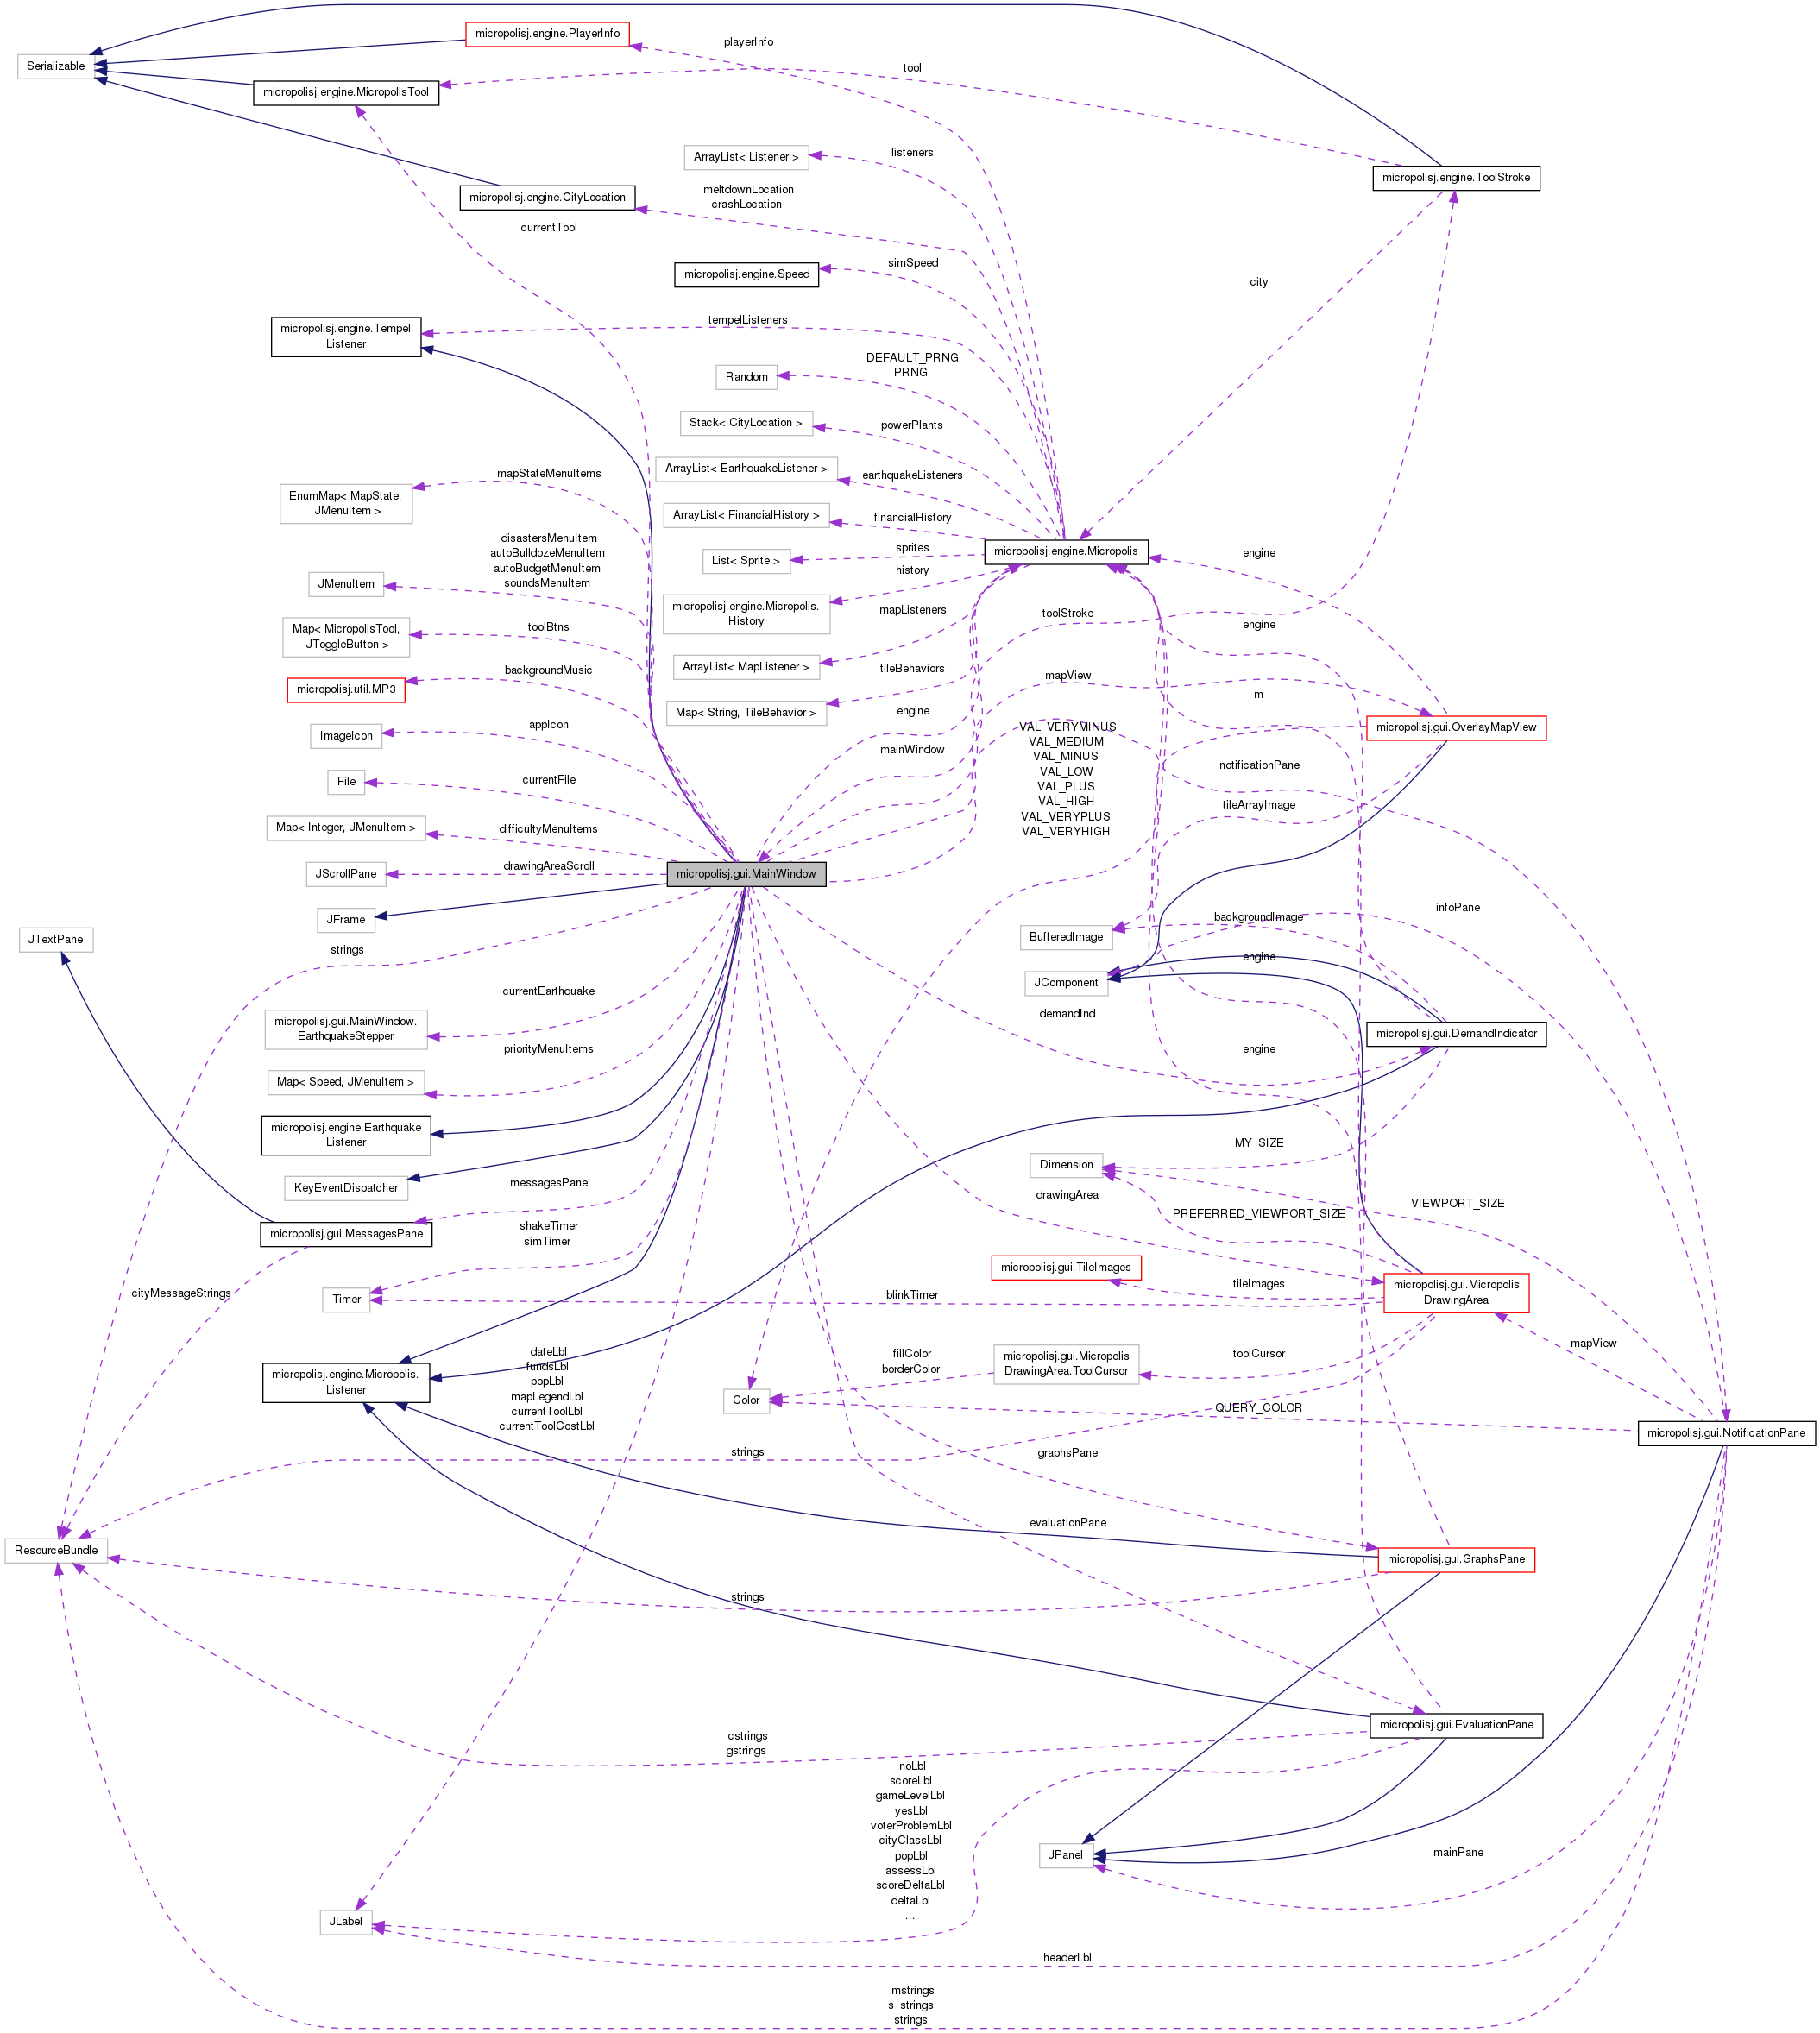 micropolisj.engine.PlayerInfo
playerInfo
Serializable
tool
micropolisj.engine.MicropolisTool
ArrayList< Listener >
listeners
micropolisj.engine.ToolStroke
micropolisj.engine.CityLocation
meltdownLocation
crashLocation
currentTool
micropolisj.engine.Speed
simSpeed
city
micropolisj.engine.Tempel
Listener
tempelListeners
Random
DEFAULT_PRNG
PRNG
Stack< CityLocation >
powerPlants
ArrayList< EarthquakeListener >
earthquakeListeners
mapStateMenuItems
EnumMap< MapState,
JMenuItem >
ArrayList< FinancialHistory >
financialHistory
disastersMenuItem
autoBulldozeMenuItem
autoBudgetMenuItem
soundsMenuItem
JMenuItem
List< Sprite >
sprites
micropolisj.engine.Micropolis
engine
history
micropolisj.engine.Micropolis.
History
mapListeners
toolStroke
engine
Map< MicropolisTool,
JToggleButton >
toolBtns
ArrayList< MapListener >
tileBehaviors
mapView
micropolisj.util.MP3
backgroundMusic
m
Map< String, TileBehavior >
engine
ImageIcon
appIcon
micropolisj.gui.OverlayMapView
VAL_VERYMINUS
VAL_MEDIUM
VAL_MINUS
VAL_LOW
VAL_PLUS
VAL_HIGH
VAL_VERYPLUS
VAL_VERYHIGH
mainWindow
notificationPane
File
currentFile
tileArrayImage
Map< Integer, JMenuItem >
difficultyMenuItems
JScrollPane
drawingAreaScroll
micropolisj.gui.MainWindow
JFrame
infoPane
backgroundImage
JTextPane
BufferedImage
strings
engine
JComponent
currentEarthquake
micropolisj.gui.MainWindow.
EarthquakeStepper
demandInd
micropolisj.gui.DemandIndicator
priorityMenuItems
engine
Map< Speed, JMenuItem >
micropolisj.engine.Earthquake
Listener
MY_SIZE
Dimension
KeyEventDispatcher
messagesPane
drawingArea
VIEWPORT_SIZE
PREFERRED_VIEWPORT_SIZE
micropolisj.gui.MessagesPane
shakeTimer
simTimer
micropolisj.gui.TileImages
tileImages
micropolisj.gui.Micropolis
DrawingArea
cityMessageStrings
Timer
blinkTimer
mapView
dateLbl
fundsLbl
popLbl
mapLegendLbl
currentToolLbl
currentToolCostLbl
fillColor
borderColor
toolCursor
micropolisj.gui.Micropolis
DrawingArea.ToolCursor
micropolisj.engine.Micropolis.
Listener
Color
QUERY_COLOR
micropolisj.gui.NotificationPane
strings
graphsPane
evaluationPane
ResourceBundle
micropolisj.gui.GraphsPane
strings
micropolisj.gui.EvaluationPane
cstrings
gstrings
noLbl
scoreLbl
gameLevelLbl
yesLbl
voterProblemLbl
cityClassLbl
popLbl
assessLbl
scoreDeltaLbl
deltaLbl
...
JPanel
mainPane
JLabel
headerLbl
mstrings
s_strings
strings